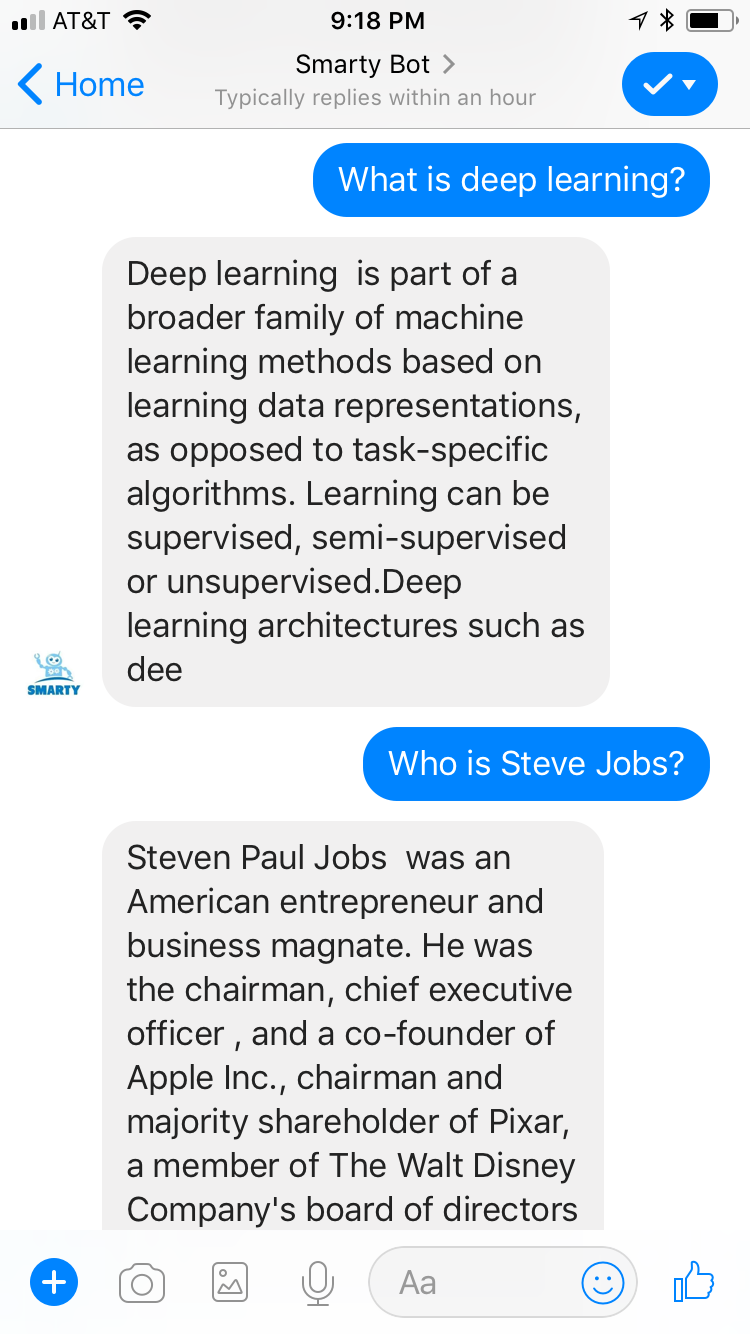 AT&T 9:18 PM
Home
Smarty Bot
Typically replies within an hour
What is deep learning?
Deep learning  is part of a
broader family of machine
learning methods based on
learning data representations,
as opposed to task-specific
algorithms. Learning can be
supervised, semi-supervised
or unsupervised.Deep
learning architectures such as
dee
SMARTY
Who is Steve Jobs?
Steven Paul Jobs  was an
American entrepreneur and
business magnate. He was
the chairman, chief executive
officer , and a co-founder of
Apple Inc., chairman and
majority shareholder of Pixar,
a member of The Walt Disney
Company's board of directors
Aa